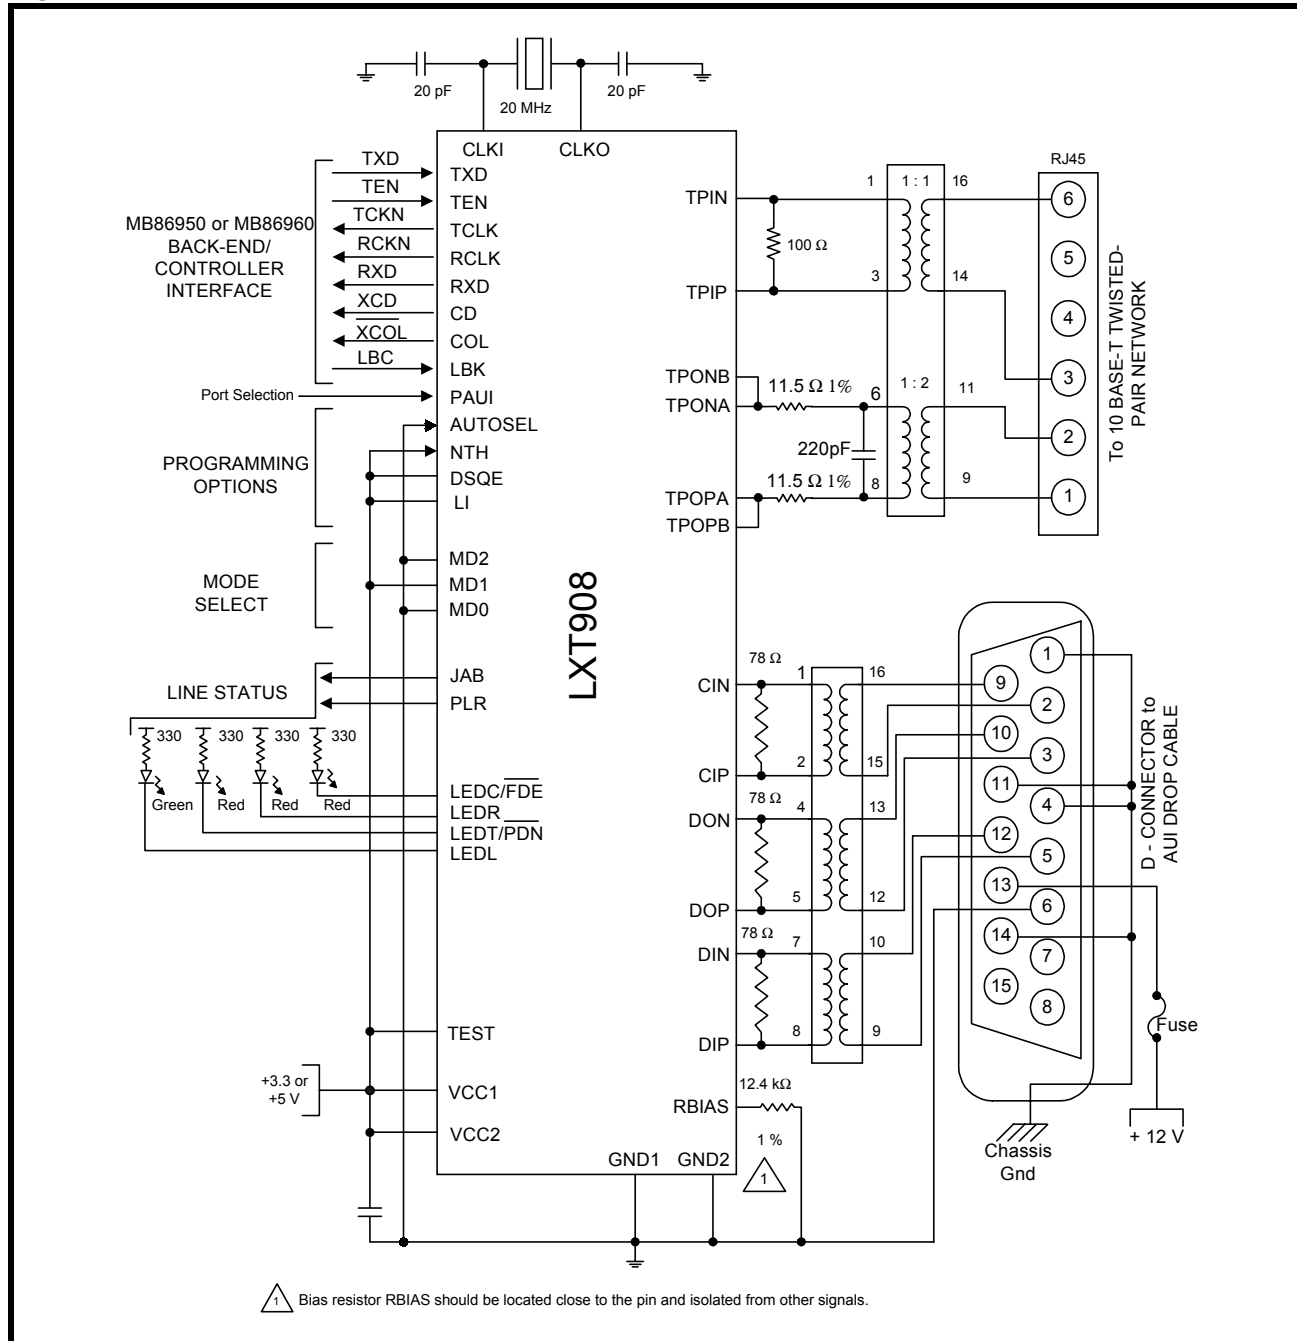 20 pF
20 MHz
20 pF
CLKI
CLKO
TXD
TEN
TCKN
RCKN
RXD
XCD
XCOL
LBC
MB86950 or MB86960
BACK-END/
CONTROLLER
INTERFACE
Port Selection
PROGRAMMING
OPTIONS
MODE
SELECT
LINE STATUS
330
330
330
330
Green
Red
Red
Red
+3.3 or
+5 V
TXD
TEN
TCLK
RCLK
RXD
CD
COL
LBK
PAUI
AUTOSEL
NTH
DSQE
LI
MD2
MD1
MD0
JAB
PLR
LEDC/FDE
LEDR
LEDT/PDN
LEDL
TEST
VCC1
VCC2
LXT908
GND1
GND2
TPIN
TPIP
TPONB
TPONA
TPOPA
TPOPB
CIN
CIP
DON
DOP
DIN
DIP
RBIAS
100 Ω
1
1 : 1
16
3
14
11.5 Ω 1%
6
1 : 2
11
220pF
11.5 Ω 1%
8
9
RJ45
6
5
4
3
2
1
To 10 BASE-T TWISTED-
PAIR NETWORK
78 Ω
1
16
2
15
78 Ω
4
13
5
12
78 Ω
7
10
8
9
12.4 kΩ
1 %
1
1
9
2
10
3
11
4
12
5
13
6
14
7
15
8
D - CONNECTOR to
AUI DROP CABLE
Fuse
+ 12 V
Chassis
Gnd
1 Bias resistor RBIAS should be located close to the pin and isolated from other signals.